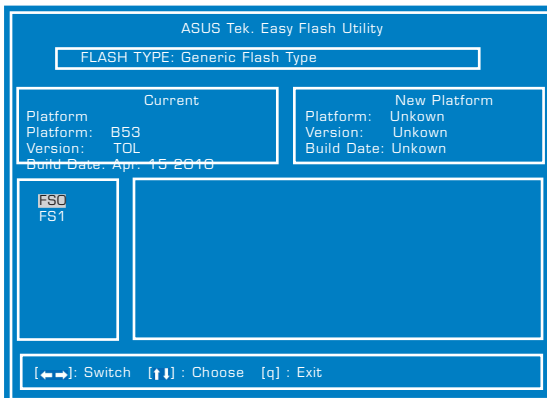 ASUS Tek. Easy Flash Utility
FLASH TYPE: Generic Flash Type
Current
Platform
Platform: B53
Version: TOL
Build Date: Apr. 15 2010
New Platform
Platform: Unkown
Version: Unkown
Build Date: Unkown
FS0
FS1
[←→]: Switch [↑↓] : Choose [q] : Exit